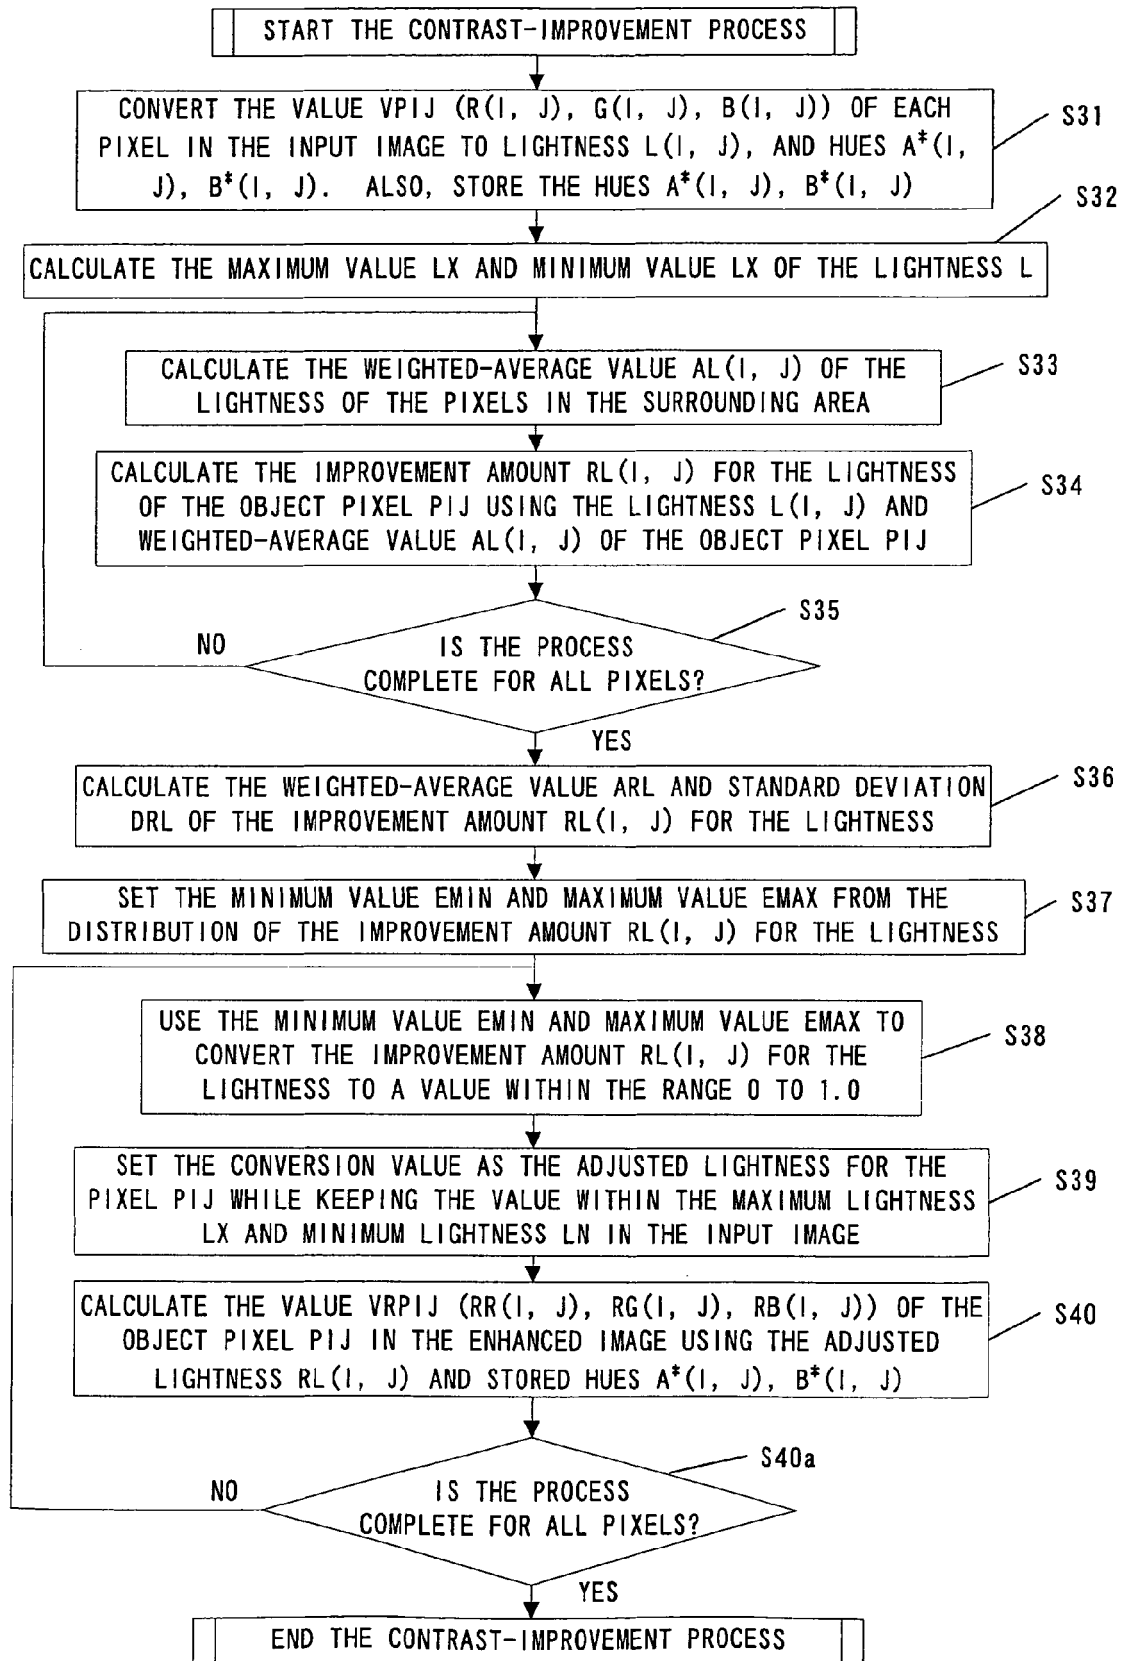 START THE CONTRAST-IMPROVEMENT PROCESS
CONVERT THE VALUE VPIJ (R(I, J), G(I, J), B(I, J)) OF EACH
PIXEL IN THE INPUT IMAGE TO LIGHTNESS L(I, J), AND HUES A*(I,
J), B*(I, J). ALSO, STORE THE HUES A*(I, J), B*(I, J)
S31
S32
CALCULATE THE MAXIMUM VALUE LX AND MINIMUM VALUE LX OF THE LIGHTNESS L
CALCULATE THE WEIGHTED-AVERAGE VALUE AL(I, J) OF THE
LIGHTNESS OF THE PIXELS IN THE SURROUNDING AREA
S33
CALCULATE THE IMPROVEMENT AMOUNT RL(I, J) FOR THE LIGHTNESS
OF THE OBJECT PIXEL PIJ USING THE LIGHTNESS L(I, J) AND
WEIGHTED-AVERAGE VALUE AL(I, J) OF THE OBJECT PIXEL PIJ
S34
S35
NO
IS THE PROCESS
COMPLETE FOR ALL PIXELS?
YES
CALCULATE THE WEIGHTED-AVERAGE VALUE ARL AND STANDARD DEVIATION
DRL OF THE IMPROVEMENT AMOUNT RL(I, J) FOR THE LIGHTNESS
S36
SET THE MINIMUM VALUE EMIN AND MAXIMUM VALUE EMAX FROM THE
DISTRIBUTION OF THE IMPROVEMENT AMOUNT RL(I, J) FOR THE LIGHTNESS
S37
USE THE MINIMUM VALUE EMIN AND MAXIMUM VALUE EMAX TO
CONVERT THE IMPROVEMENT AMOUNT RL(I, J) FOR THE
LIGHTNESS TO A VALUE WITHIN THE RANGE 0 TO 1.0
S38
SET THE CONVERSION VALUE AS THE ADJUSTED LIGHTNESS FOR THE
PIXEL PIJ WHILE KEEPING THE VALUE WITHIN THE MAXIMUM LIGHTNESS
LX AND MINIMUM LIGHTNESS LN IN THE INPUT IMAGE
S39
CALCULATE THE VALUE VRPIJ (RR(I, J), RG(I, J), RB(I, J)) OF THE
OBJECT PIXEL PIJ IN THE ENHANCED IMAGE USING THE ADJUSTED
LIGHTNESS RL(I, J) AND STORED HUES A*(I, J), B*(I, J)
S40
S40a
NO
IS THE PROCESS
COMPLETE FOR ALL PIXELS?
YES
END THE CONTRAST-IMPROVEMENT PROCESS